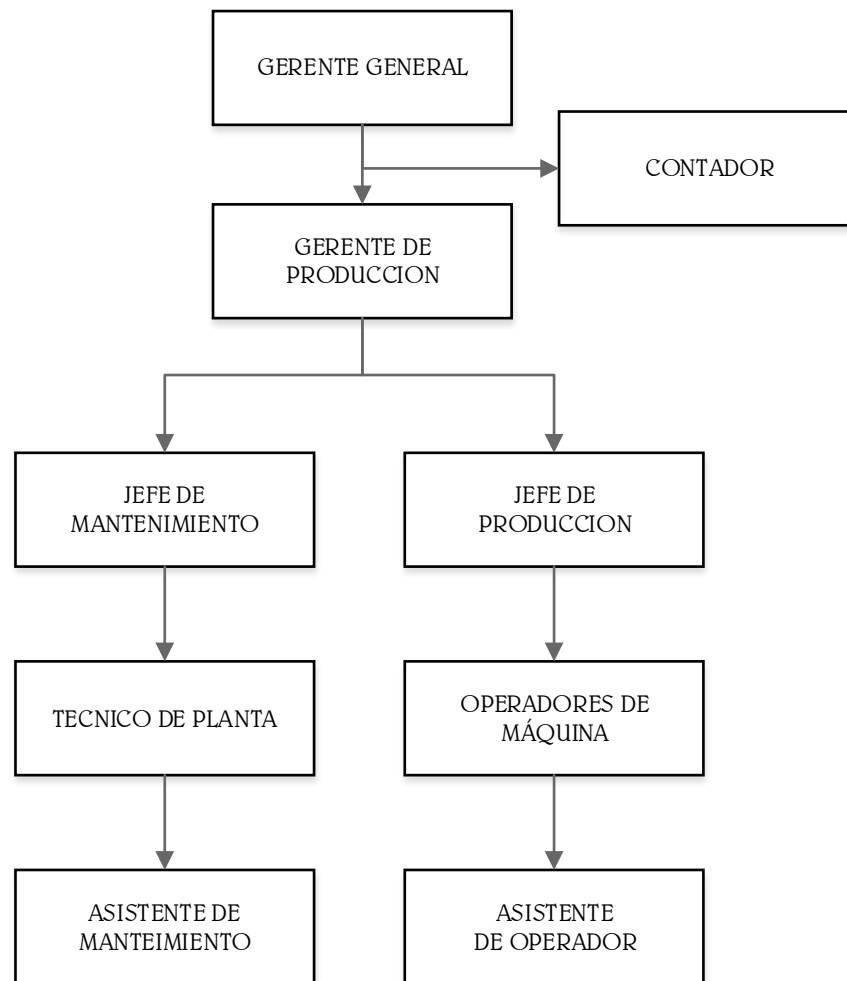 GERENTE GENERAL
CONTADOR
GERENTE DE
PRODUCCION
JEFE DE
MANTENIMIENTO
JEFE DE
PRODUCCION
TECNICO DE PLANTA
OPERADORES DE
MÁQUINA
ASISTENTE DE
MANTEIMIENTO
ASISTENTE
DE OPERADOR